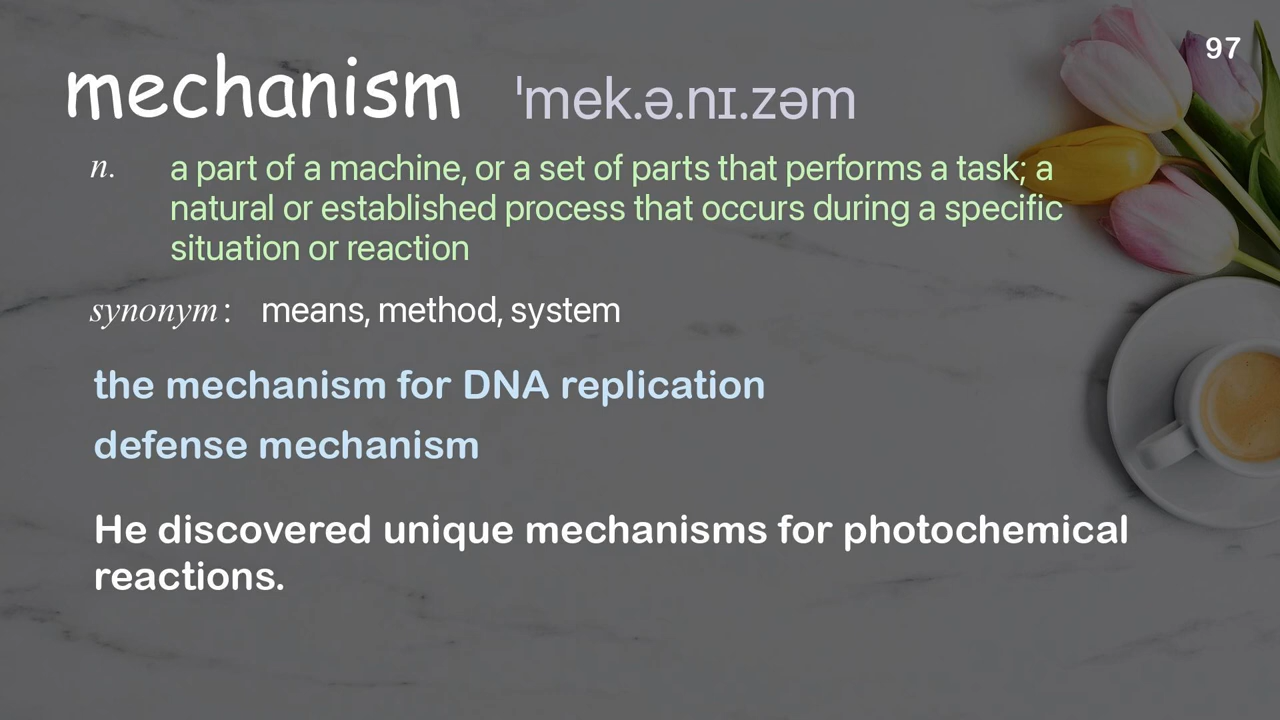 97
mechanism ˈmek.ə.nɪ.zəm
n. a part of a machine, or a set of parts that performs a task; a
natural or established process that occurs during a specific
situation or reaction
synonym: means, method, system
the mechanism for DNA replication
defense mechanism
He discovered unique mechanisms for photochemical
reactions.